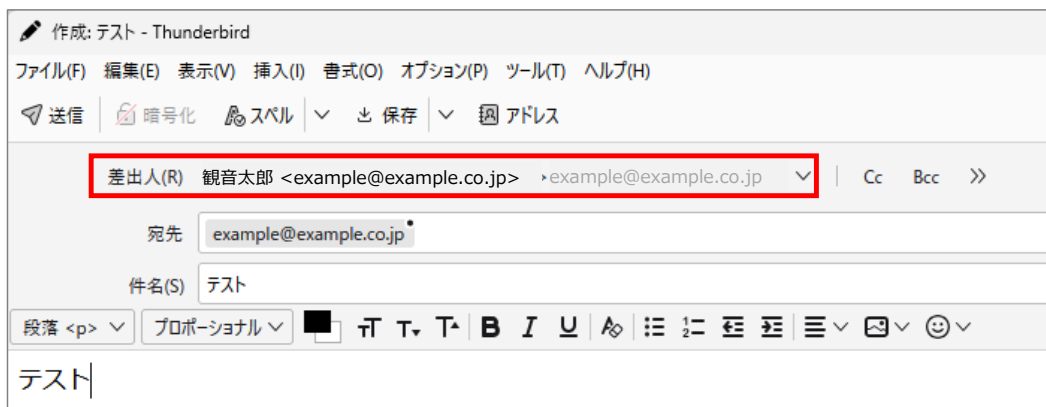 作成: テスト - Thunderbird
ファイル(F) 編集(E) 表示(V) 挿入(I) 書式(O) オプション(P) ツール(T) ヘルプ(H)
送信 暗号化 スペル 保存 アドレス
差出人(R) 観音太郎 <example@example.co.jp> example@example.co.jp Cc Bcc
宛先 example@example.co.jp
件名(S) テスト
段落 <p> プロポーショナル
テスト